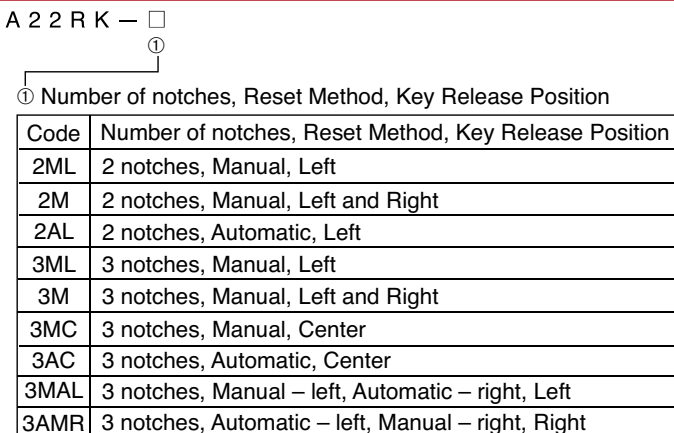 A 2 2 R K – □
①
① Number of notches, Reset Method, Key Release Position
Code Number of notches, Reset Method, Key Release Position
2ML 2 notches, Manual, Left
2M 2 notches, Manual, Left and Right
2AL 2 notches, Automatic, Left
3ML 3 notches, Manual, Left
3M 3 notches, Manual, Left and Right
3MC 3 notches, Manual, Center
3AC 3 notches, Automatic, Center
3MAL 3 notches, Manual – left, Automatic – right, Left
3AMR 3 notches, Automatic – left, Manual – right, Right